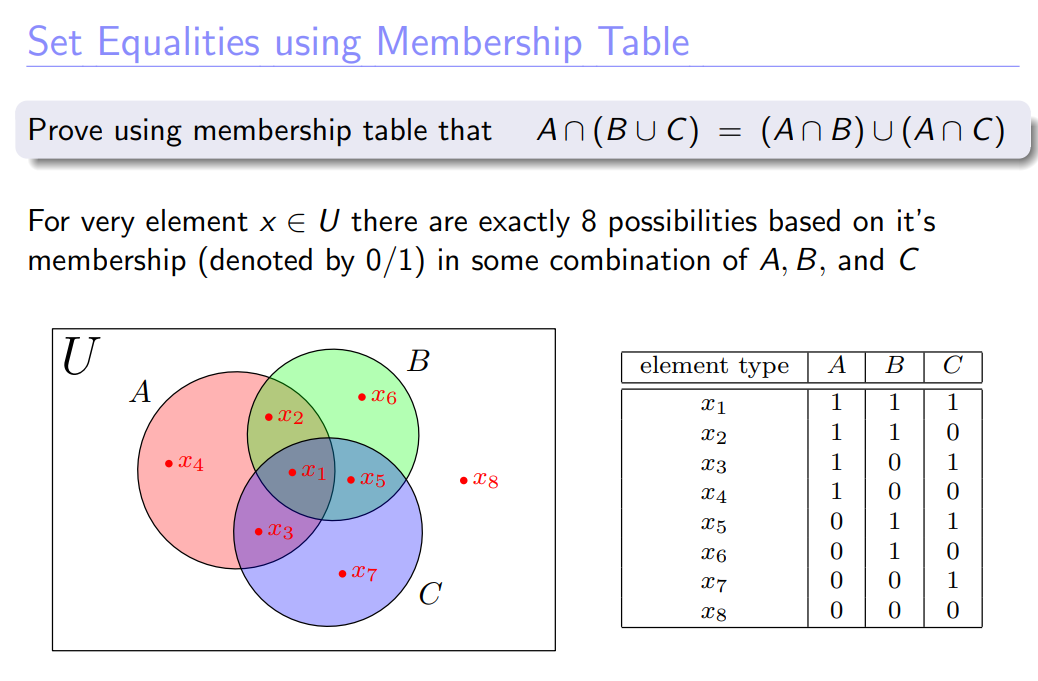 Set Equalities using Membership Table
Prove using membership table that A ∩ (B ∪ C) = (A ∩ B) ∪ (A ∩ C)
For very element x ∈ U there are exactly 8 possibilities based on it's
membership (denoted by 0/1) in some combination of A, B, and C
U
A
B
C
x₁
x₂
x₃
x₄
x₅
x₆
x₇
x₈
element type A B C
x₁ 1 1 1
x₂ 1 1 0
x₃ 1 0 1
x₄ 1 0 0
x₅ 0 1 1
x₆ 0 1 0
x₇ 0 0 1
x₈ 0 0 0